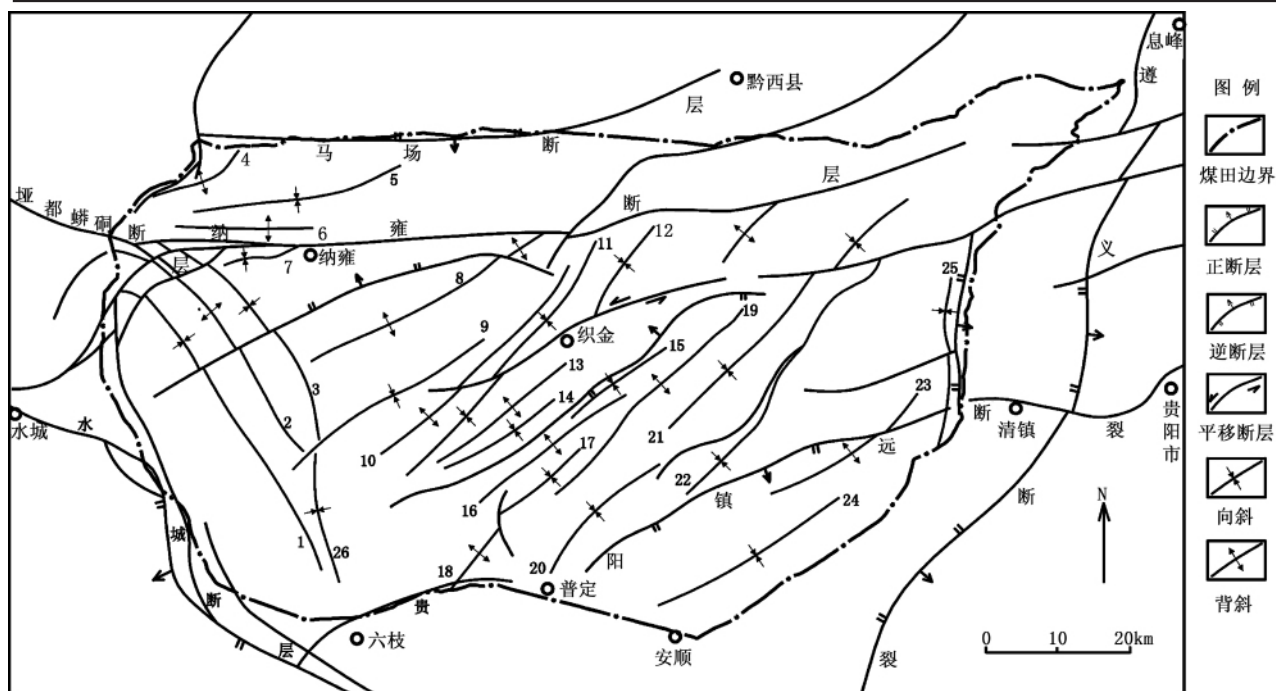 息峰
遵
黔西县
层
马 场 断
4
5
层
断
垭都蟒硐断层
纳 雍
6
7
纳雍
8
11
12
25
义
9
织金
19
13
15
14
3
2
水城
水
10
17
21
23
断
清镇
裂
贵阳市
16
22
远
镇
24
断
城
1
26
阳
18
20
普定
贵
断
层
六枝
安顺
裂
N
0 10 20km
图 例
煤田边界
正断层
逆断层
平移断层
向斜
背斜